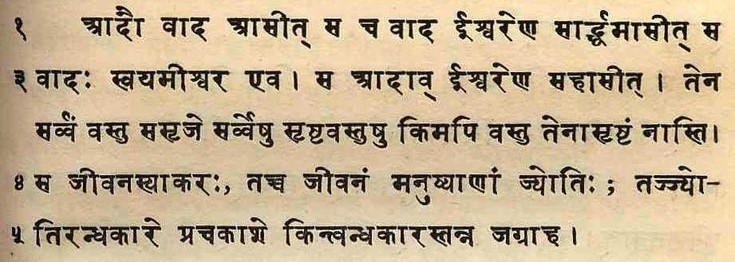 १ आदौ वाद आसीत् स च वाद ईश्वरेण सार्द्धमासीत् स
३ वादः स्वयमीश्वर एव। स आदाव् ईश्वरेण सहासीत्। तेन
सर्व्वं वस्तु ससृजे सर्व्वेषु सृष्टवस्तुषु किमपि वस्तु तेनासृष्टं नास्ति।
४ स जीवनस्याकरः, तच्च जीवनं मनुष्याणां ज्योतिः; तज्ज्यो-
५ तिरन्धकारे प्रचकाशे किन्त्वन्धकारस्तन्न जग्राह।